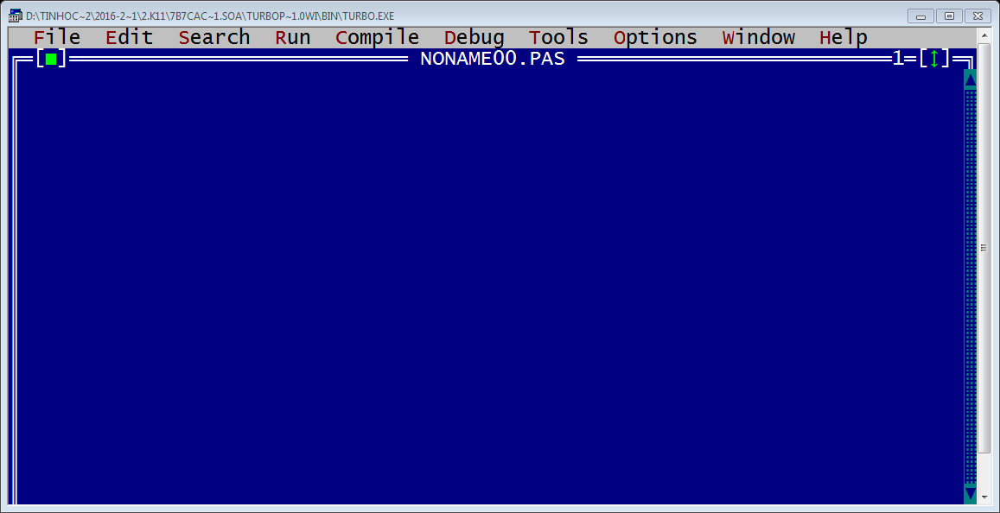 D:\TINHOC~2\2016-2~1\2.K11\7B7CAC~1.SOA\TURBOP~1.0WI\BIN\TURBO.EXE
File Edit Search Run Compile Debug Tools Options Window Help
[■] NONAME00.PAS 1=[↕]